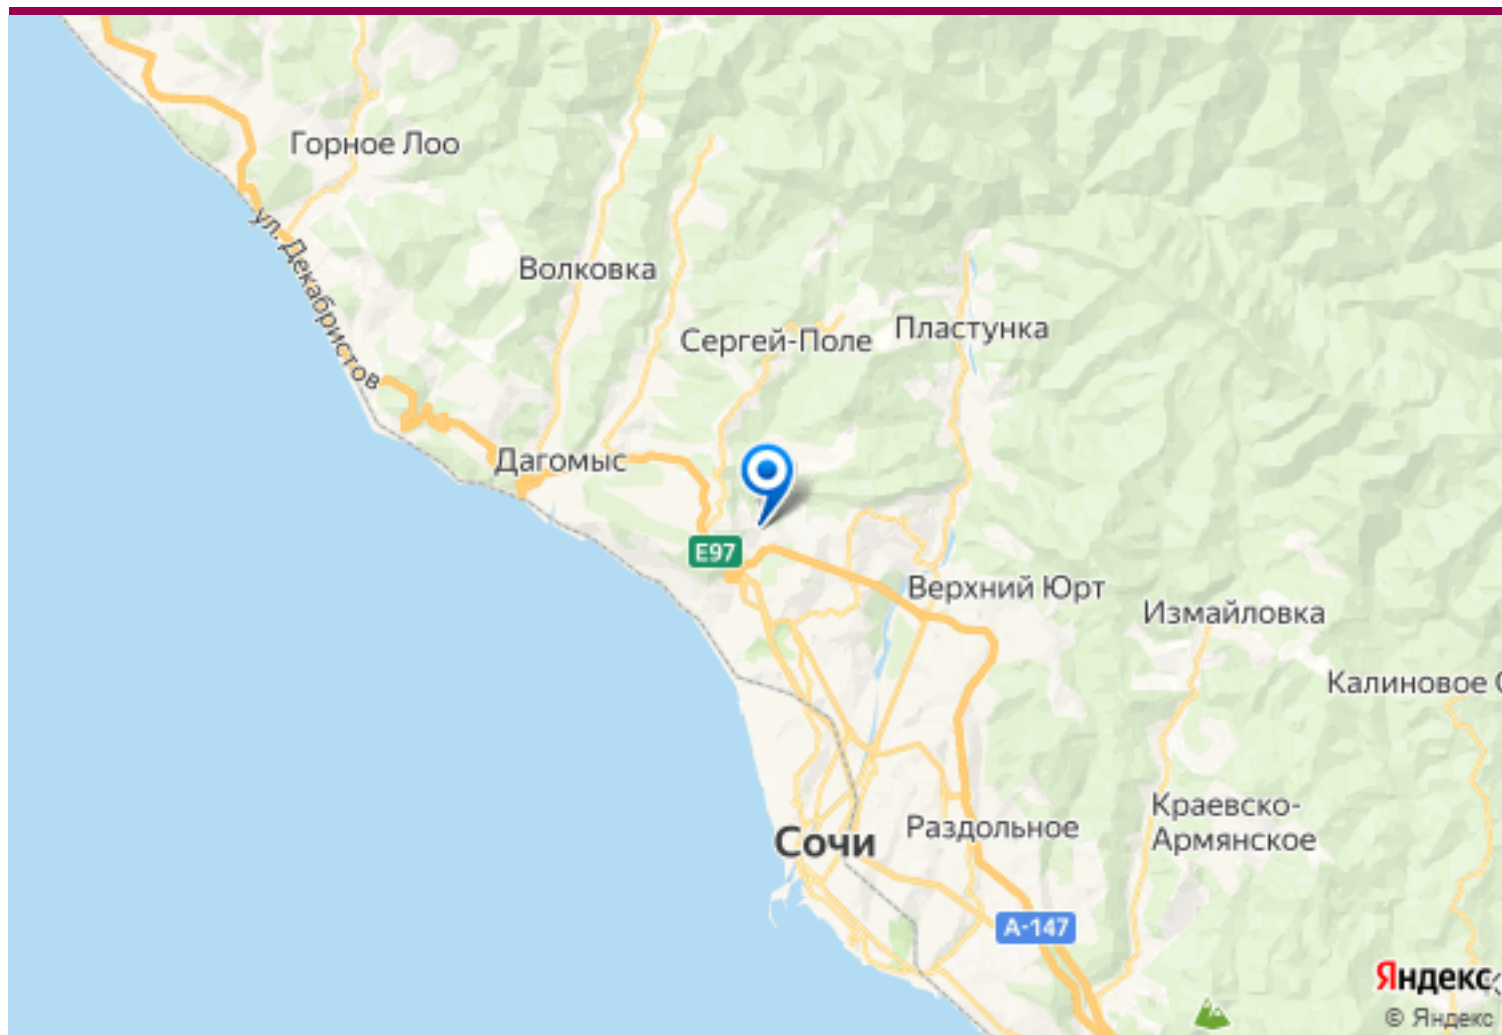 Горное Лоо
ул. Декабристов
Волковка
Сергей-Поле
Пластунка
Дагомыс
E97
Верхний Юрт
Измайловка
Калиновое
Краевско-
Армянское
Раздольное
Сочи
А-147
Яндекс
© Яндекс